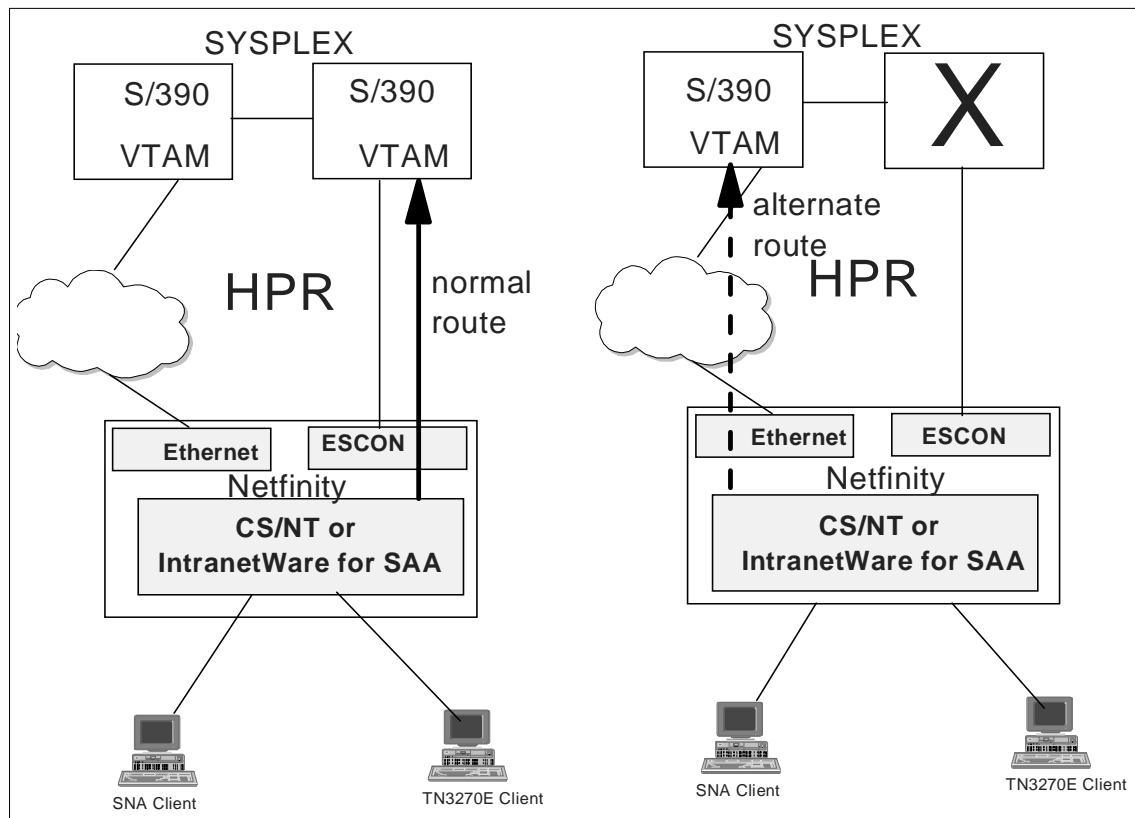 SYSPLEX
S/390
VTAM
S/390
VTAM
HPR
normal
route
Ethernet
ESCON
Netfinity
CS/NT or
IntranetWare for SAA
SNA Client
TN3270E Client
SYSPLEX
S/390
VTAM
X
alternate
route
HPR
Ethernet
ESCON
Netfinity
CS/NT or
IntranetWare for SAA
SNA Client
TN3270E Client